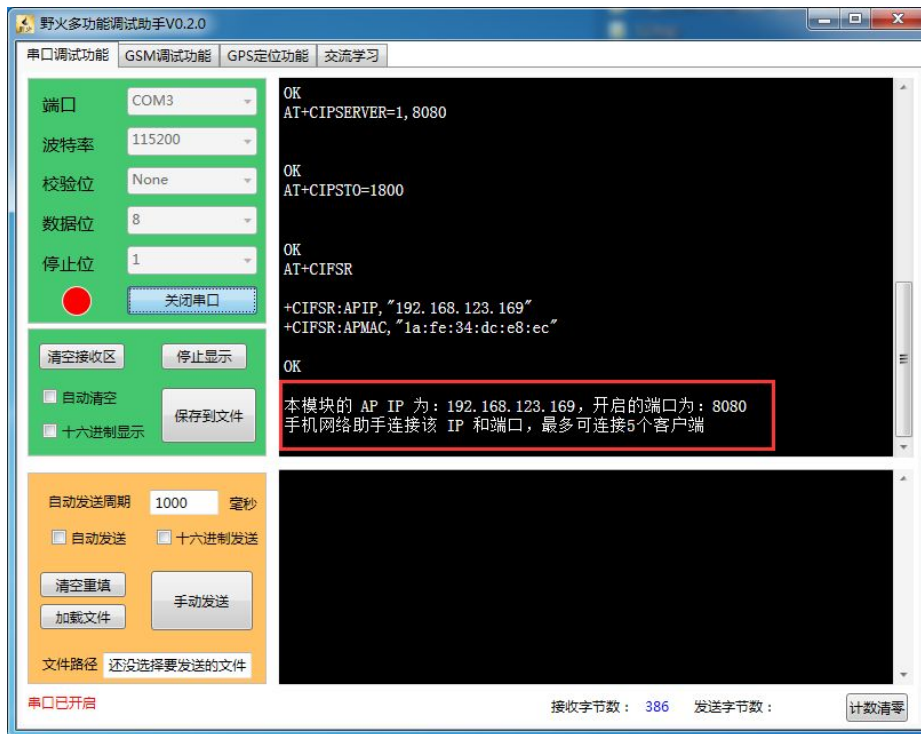 野火多功能调试助手V0.2.0
串口调试功能 GSM调试功能 GPS定位功能 交流学习
端口 COM3
波特率 115200
校验位 None
数据位 8
停止位 1
关闭串口
清空接收区 停止显示
自动清空
保存到文件
十六进制显示
OK
AT+CIPSERVER=1,8080
OK
AT+CIPSTO=1800
OK
AT+CIFSR
+CIFSR:APIP,"192.168.123.169"
+CIFSR:APMAC,"1a:fe:34:dc:e8:ec"
OK
本模块的 AP IP 为：192.168.123.169，开启的端口为：8080
手机网络助手连接该 IP 和端口，最多可连接5个客户端
自动发送周期 1000 毫秒
自动发送 十六进制发送
清空重填
手动发送
加载文件
文件路径 还没选择要发送的文件
串口已开启 接收字节数： 386 发送字节数： 计数清零